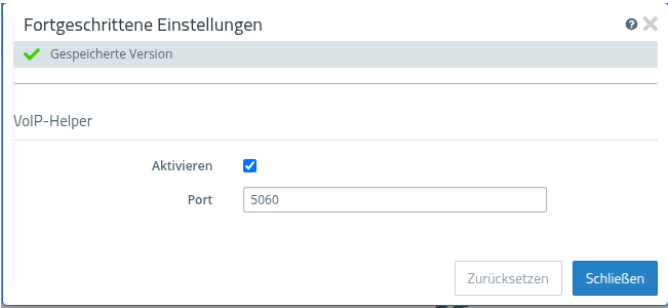 Fortgeschrittene Einstellungen
Gespeicherte Version
VoIP-Helper
Aktivieren
Port 5060
Zurücksetzen Schließen